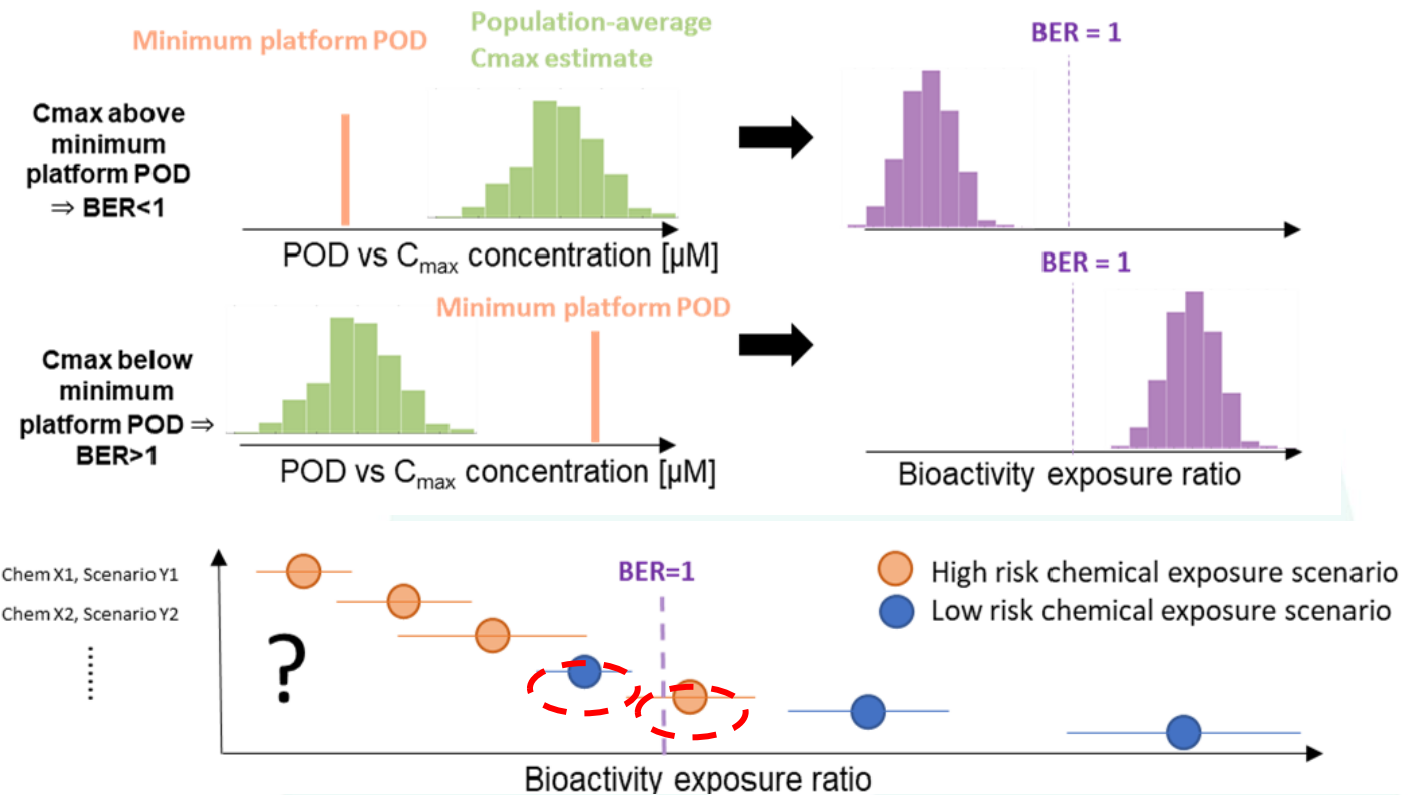 Minimum platform POD
Population-average
Cmax estimate
BER = 1
Cmax above
minimum
platform POD
⇒ BER<1
POD vs Cmax concentration [µM]
BER = 1
Minimum platform POD
Cmax below
minimum
platform POD ⇒
BER>1
POD vs Cmax concentration [µM]
Bioactivity exposure ratio
Chem X1, Scenario Y1
Chem X2, Scenario Y2
.......
?
BER=1
High risk chemical exposure scenario
Low risk chemical exposure scenario
Bioactivity exposure ratio